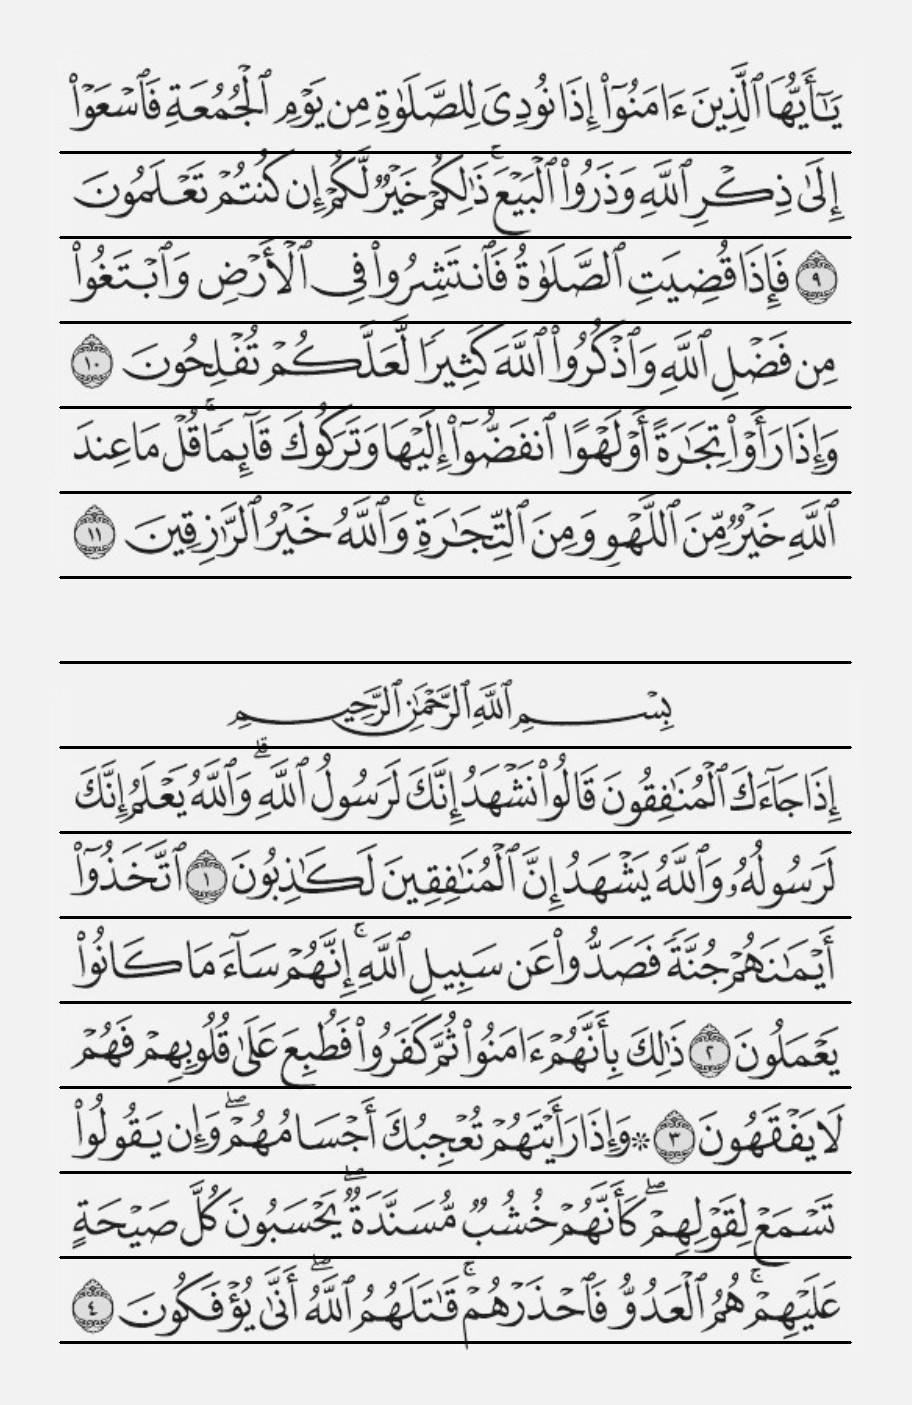 يَٰٓأَيُّهَا ٱلَّذِينَ ءَامَنُوٓا۟ إِذَا نُودِىَ لِلصَّلَوٰةِ مِن يَوْمِ ٱلْجُمُعَةِ فَٱسْعَوْا۟
إِلَىٰ ذِكْرِ ٱللَّهِ وَذَرُوا۟ ٱلْبَيْعَ ۚ ذَٰلِكُمْ خَيْرٌ لَّكُمْ إِن كُنتُمْ تَعْلَمُونَ
٩ فَإِذَا قُضِيَتِ ٱلصَّلَوٰةُ فَٱنتَشِرُوا۟ فِى ٱلْأَرْضِ وَٱبْتَغُوا۟
مِن فَضْلِ ٱللَّهِ وَٱذْكُرُوا۟ ٱللَّهَ كَثِيرًا لَّعَلَّكُمْ تُفْلِحُونَ ١٠
وَإِذَا رَأَوْا۟ تِجَٰرَةً أَوْ لَهْوًا ٱنفَضُّوٓا۟ إِلَيْهَا وَتَرَكُوكَ قَآئِمًا ۚ قُلْ مَا عِندَ
ٱللَّهِ خَيْرٌ مِّنَ ٱللَّهْوِ وَمِنَ ٱلتِّجَٰرَةِ ۚ وَٱللَّهُ خَيْرُ ٱلرَّٰزِقِينَ ١١
بِسْمِ ٱللَّهِ ٱلرَّحْمَٰنِ ٱلرَّحِيمِ
إِذَا جَآءَكَ ٱلْمُنَٰفِقُونَ قَالُوا۟ نَشْهَدُ إِنَّكَ لَرَسُولُ ٱللَّهِ ۗ وَٱللَّهُ يَعْلَمُ إِنَّكَ
لَرَسُولُهُۥ وَٱللَّهُ يَشْهَدُ إِنَّ ٱلْمُنَٰفِقِينَ لَكَٰذِبُونَ ١ ٱتَّخَذُوٓا۟
أَيْمَٰنَهُمْ جُنَّةً فَصَدُّوا۟ عَن سَبِيلِ ٱللَّهِ ۚ إِنَّهُمْ سَآءَ مَا كَانُوا۟
يَعْمَلُونَ ٢ ذَٰلِكَ بِأَنَّهُمْ ءَامَنُوا۟ ثُمَّ كَفَرُوا۟ فَطُبِعَ عَلَىٰ قُلُوبِهِمْ فَهُمْ
لَا يَفْقَهُونَ ٣ ۞ وَإِذَا رَأَيْتَهُمْ تُعْجِبُكَ أَجْسَامُهُمْ ۖ وَإِن يَقُولُوا۟
تَسْمَعْ لِقَوْلِهِمْ ۖ كَأَنَّهُمْ خُشُبٌ مُّسَنَّدَةٌ ۖ يَحْسَبُونَ كُلَّ صَيْحَةٍ
عَلَيْهِمْ ۚ هُمُ ٱلْعَدُوُّ فَٱحْذَرْهُمْ ۚ قَٰتَلَهُمُ ٱللَّهُ ۖ أَنَّىٰ يُؤْفَكُونَ ٤